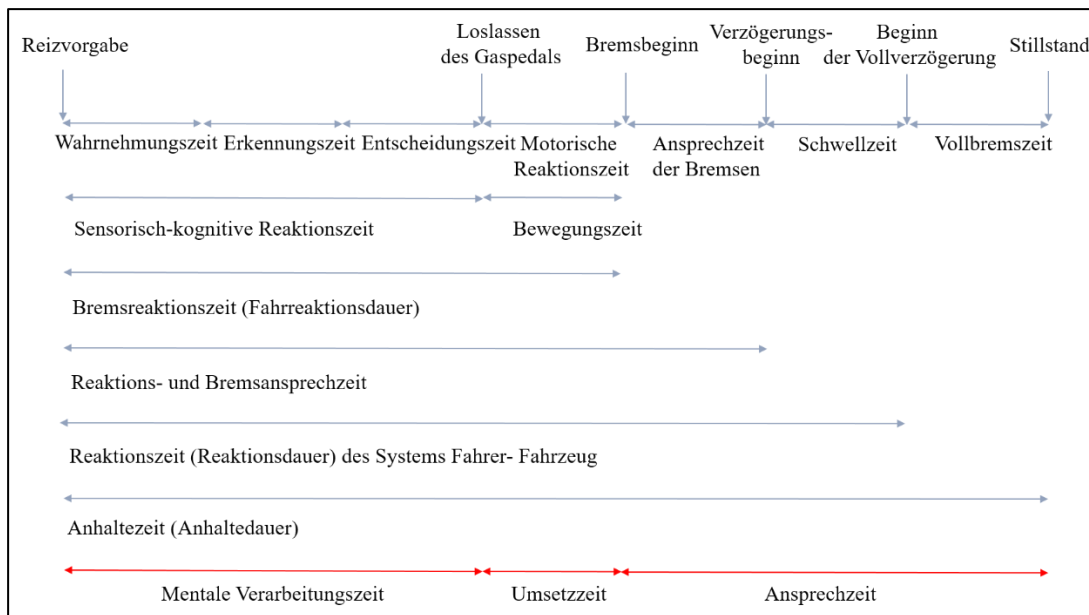 Reizvorgabe
Loslassen
des Gaspedals
Bremsbeginn
Verzögerungs-
beginn
Beginn
der Vollverzögerung
Stillstand
Wahrnehmungszeit
Erkennungszeit
Entscheidungszeit
Motorische
Reaktionszeit
Ansprechzeit
der Bremsen
Schwellzeit
Vollbremszeit
Sensorisch-kognitive Reaktionszeit
Bewegungszeit
Bremsreaktionszeit (Fahrreaktionsdauer)
Reaktions- und Bremsansprechzeit
Reaktionszeit (Reaktionsdauer) des Systems Fahrer- Fahrzeug
Anhaltezeit (Anhaltedauer)
Mentale Verarbeitungszeit
Umsetzzeit
Ansprechzeit